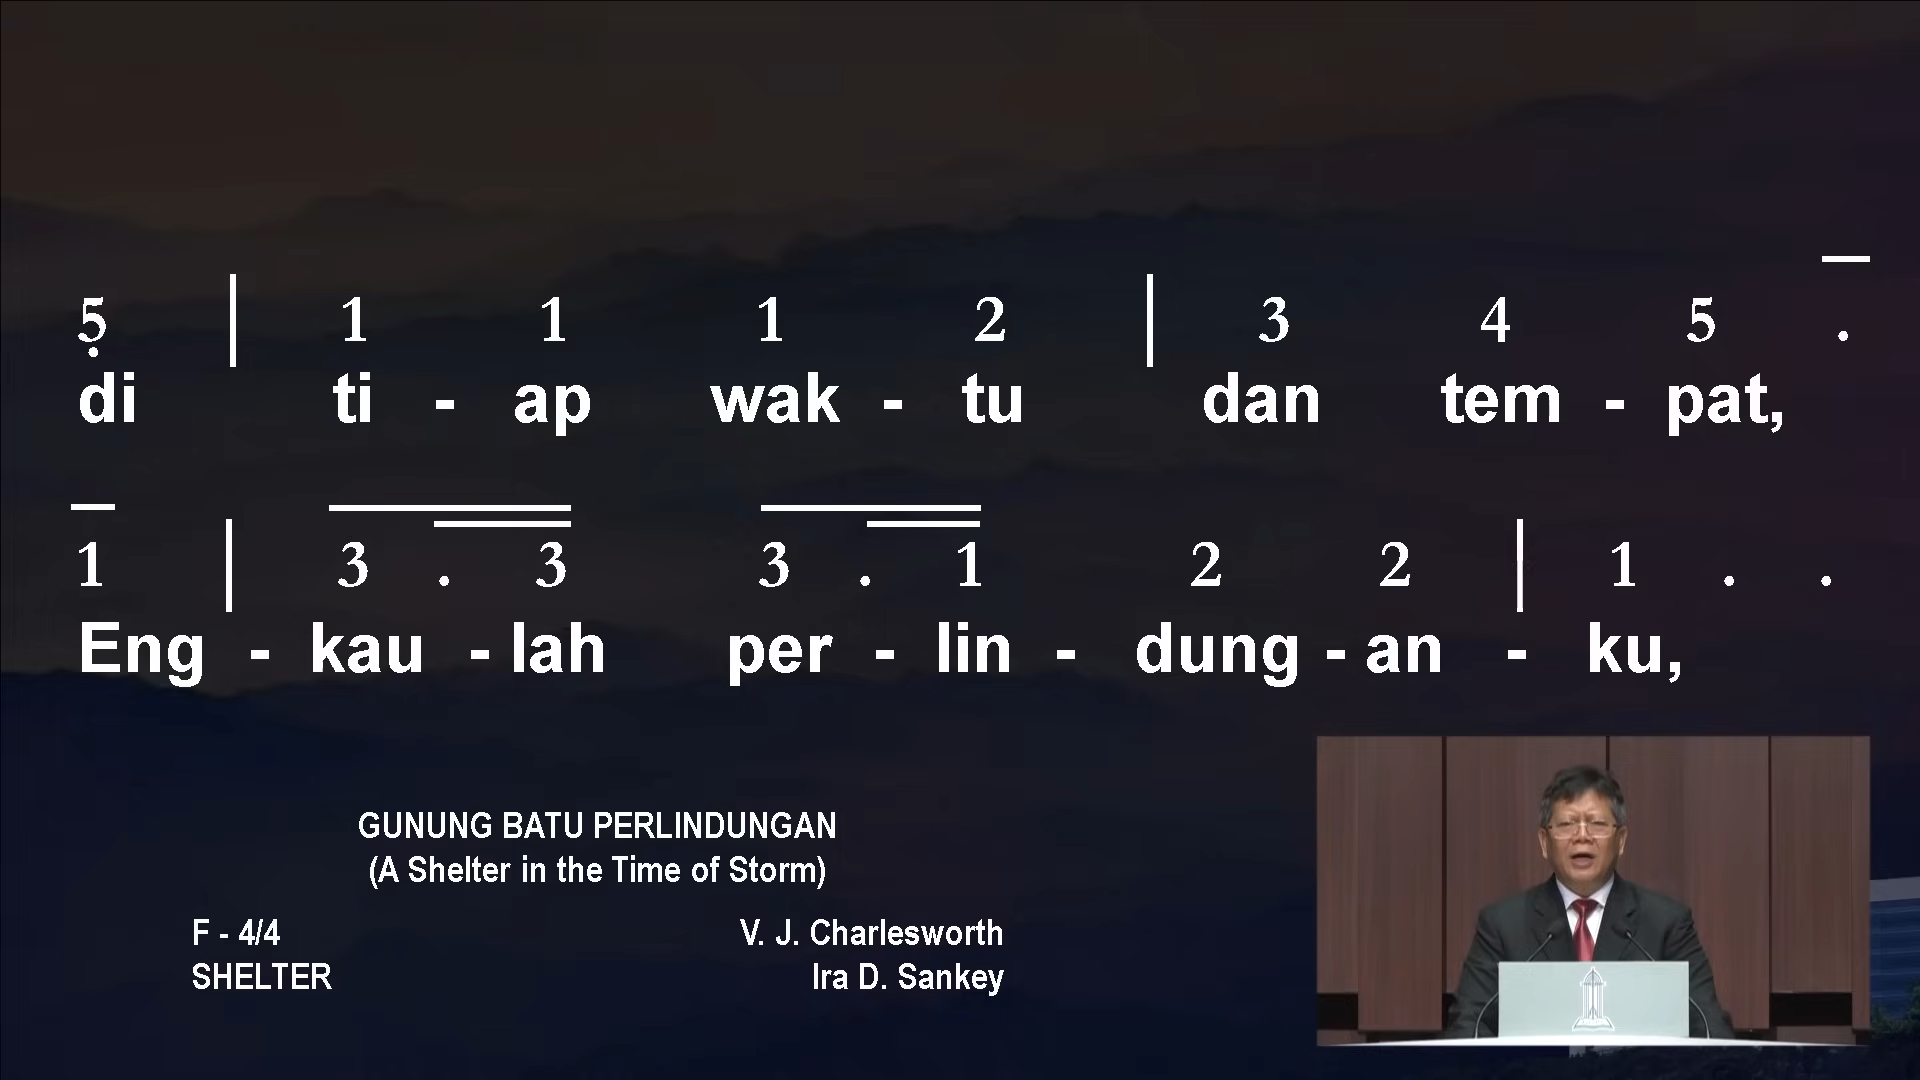 5̣ | 1 1 1 2 | 3 4 5 .
di ti - ap wak - tu dan tem - pat,
1 | 3 . 3 3 . 1 2 2 | 1 . .
Eng - kau - lah per - lin - dung - an - ku,
GUNUNG BATU PERLINDUNGAN
(A Shelter in the Time of Storm)
F - 4/4 V. J. Charlesworth
SHELTER Ira D. Sankey